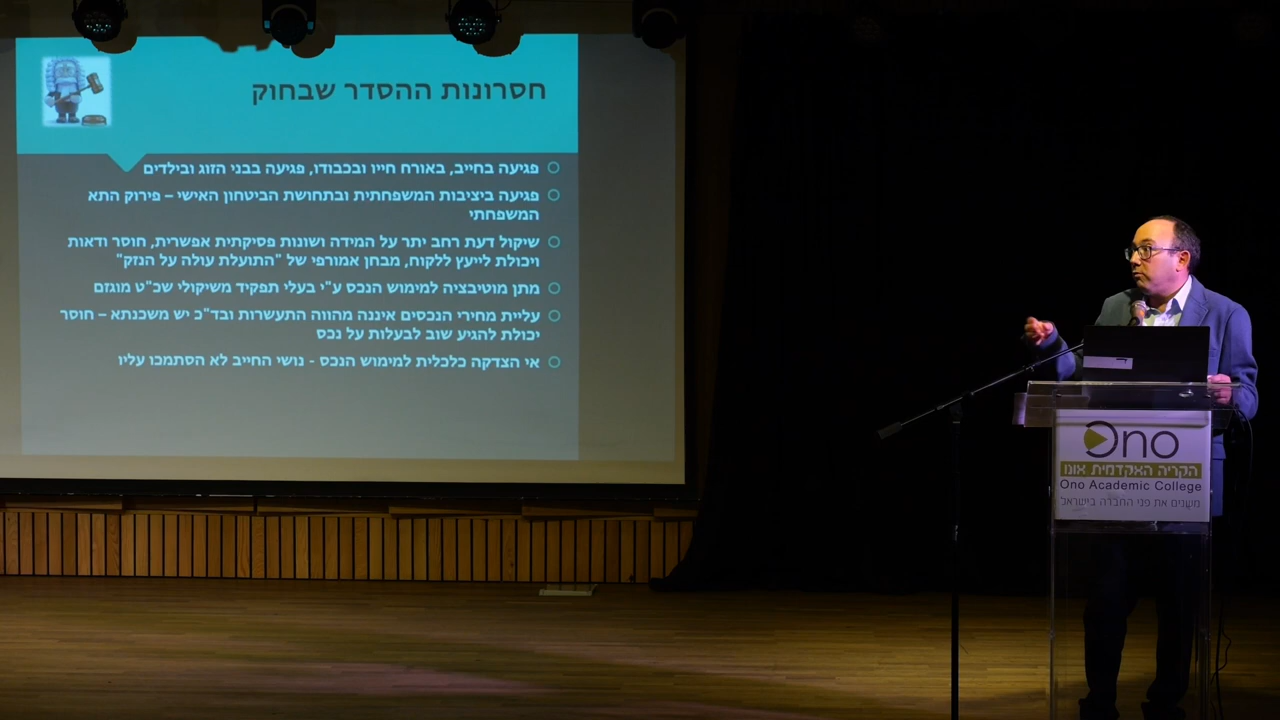 חסרונות ההסדר שבחוק
פגיעה בחייב, באורח חייו ובכבודו, פגיעה בבני הזוג ובילדים
פגיעה ביציבות המשפחתית ובתחושת הביטחון האישי – פירוק התא
המשפחתי
שיקול דעת רחב יתר על המידה ושונות פסיקתית אפשרית, חוסר ודאות
ויכולת לייעץ ללקוח, מבחן אמורפי של "התועלת עולה על הנזק"
מתן מוטיבציה למימוש הנכס ע"י בעלי תפקיד משיקולי שכ"ט מוגזם
עליית מחירי הנכסים איננה מהווה התעשרות ובד"כ יש משכנתא – חוסר
יכולת להגיע שוב לבעלות על נכס
אי הצדקה כלכלית למימוש הנכס - נושי החייב לא הסתמכו עליו
Ono
הקריה האקדמית אונו
Ono Academic College
משנים את פני החברה בישראל